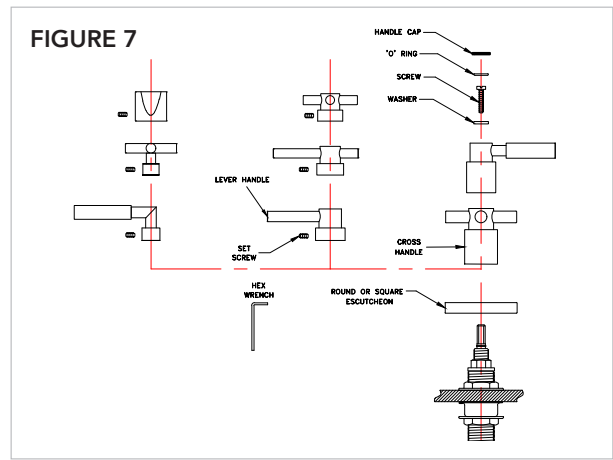 FIGURE 7
HANDLE CAP
"O" RING
SCREW
WASHER
LEVER HANDLE
SET
SCREW
CROSS
HANDLE
HEX
WRENCH
ROUND OR SQUARE
ESCUTCHEON